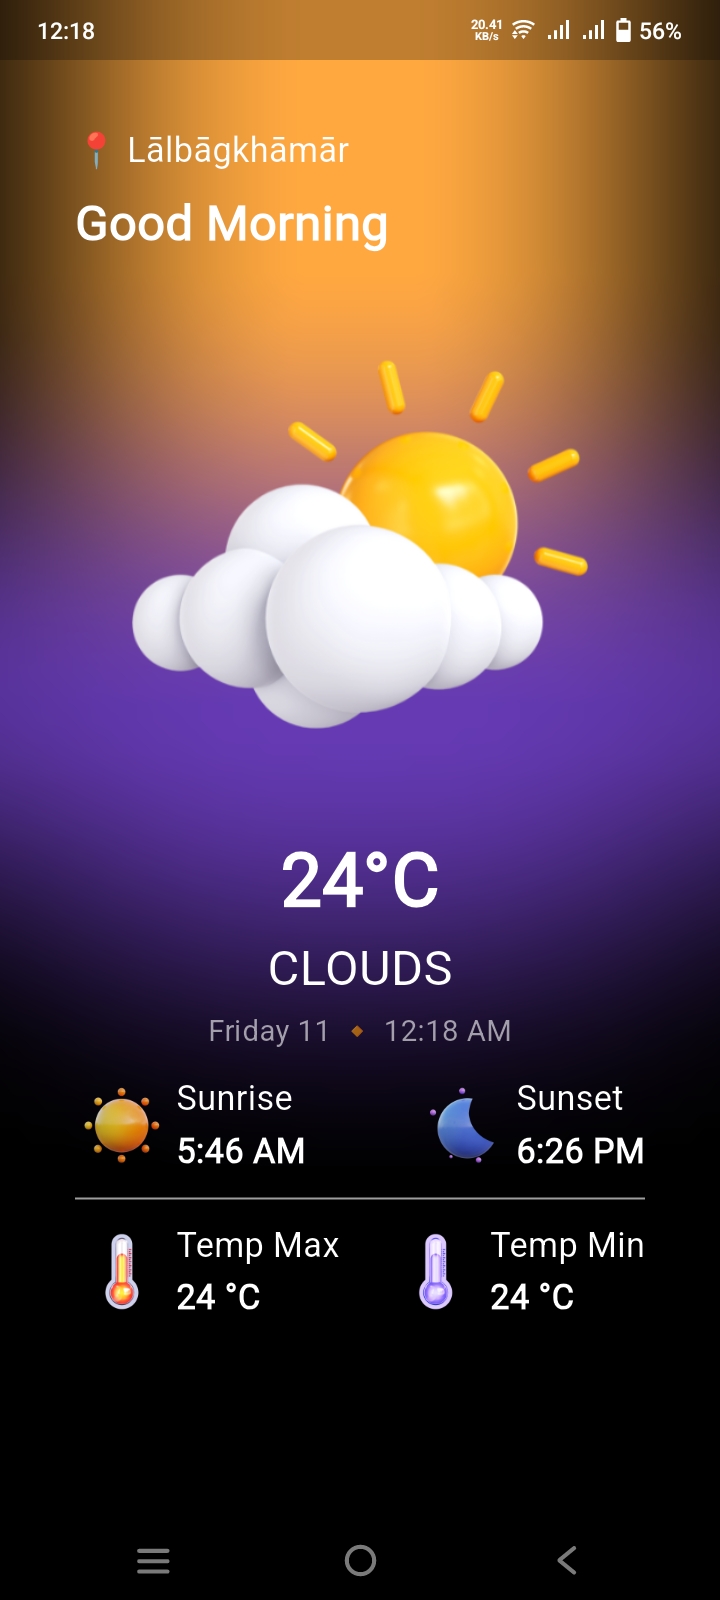 12:18
20.41
KB/s
56%
Lālbāgkhāmār
Good Morning
24°C
CLOUDS
Friday 11 ◆ 12:18 AM
Sunrise
5:46 AM
Sunset
6:26 PM
Temp Max
24 °C
Temp Min
24 °C